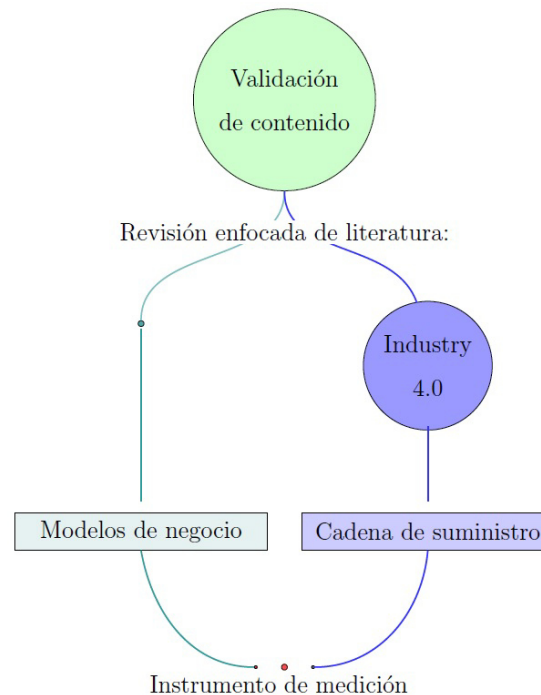 Validación
de contenido
Revisión enfocada de literatura:
Industry
4.0
Modelos de negocio
Cadena de suministro
Instrumento de medición